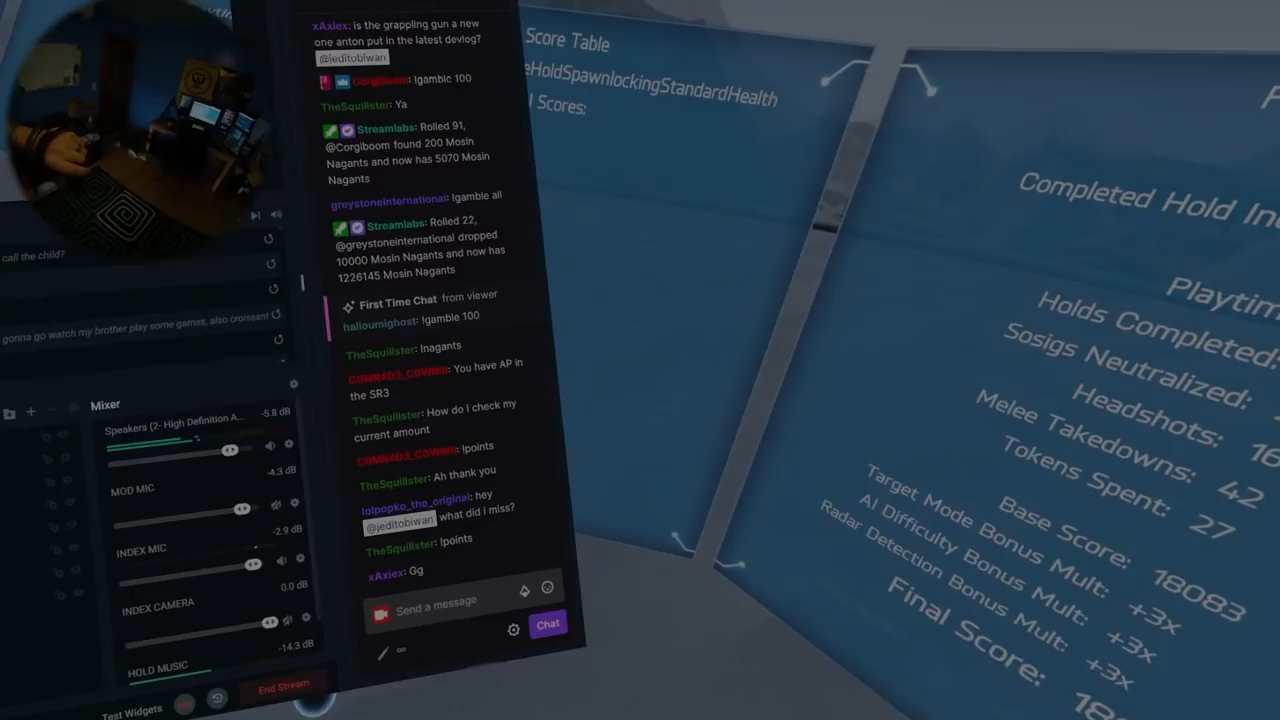 xAxiex: is the grappling gun a new
one anton put in the latest devlog?
@jeditobiwan
Corgiboom: !gamble 100
TheSquillster: Ya
Streamlabs: Rolled 91,
@Corgiboom found 200 Mosin
Nagants and now has 5070 Mosin
Nagants
greystoneinternational: !gamble all
Streamlabs: Rolled 22,
@greystoneinternational dropped
10000 Mosin Nagants and now has
1226145 Mosin Nagants
First Time Chat from viewer
halloumighost: !gamble 100
TheSquillster: !nagants
C0MR4D3_C0WB0I: You have AP in
the SR3
TheSquillster: How do I check my
current amount
C0MR4D3_C0WB0I: !points
TheSquillster: Ah thank you
lolpopko_the_original: hey
@jeditobiwan what did i miss?
TheSquillster: !points
xAxiex: Gg
Send a message
Chat
call the child?
gonna go watch my brother play some games, also croissant
Mixer
Speakers (2- High Definition A...
-5.8 dB
MOD MIC
-4.3 dB
INDEX MIC
-2.9 dB
INDEX CAMERA
0.0 dB
HOLD MUSIC
-14.3 dB
Test Widgets
End Stream
Score Table
eHoldSpawnlockingStandardHealth
l Scores:
Completed Hold In
Playtim
Holds Completed:
Sosigs Neutralized:
Headshots: 16
Melee Takedowns: 42
Tokens Spent: 27
Base Score: 18083
Target Mode Bonus Mult: +3x
AI Difficulty Bonus Mult: +3x
Radar Detection Bonus Mult: +3x
Final Score: 18